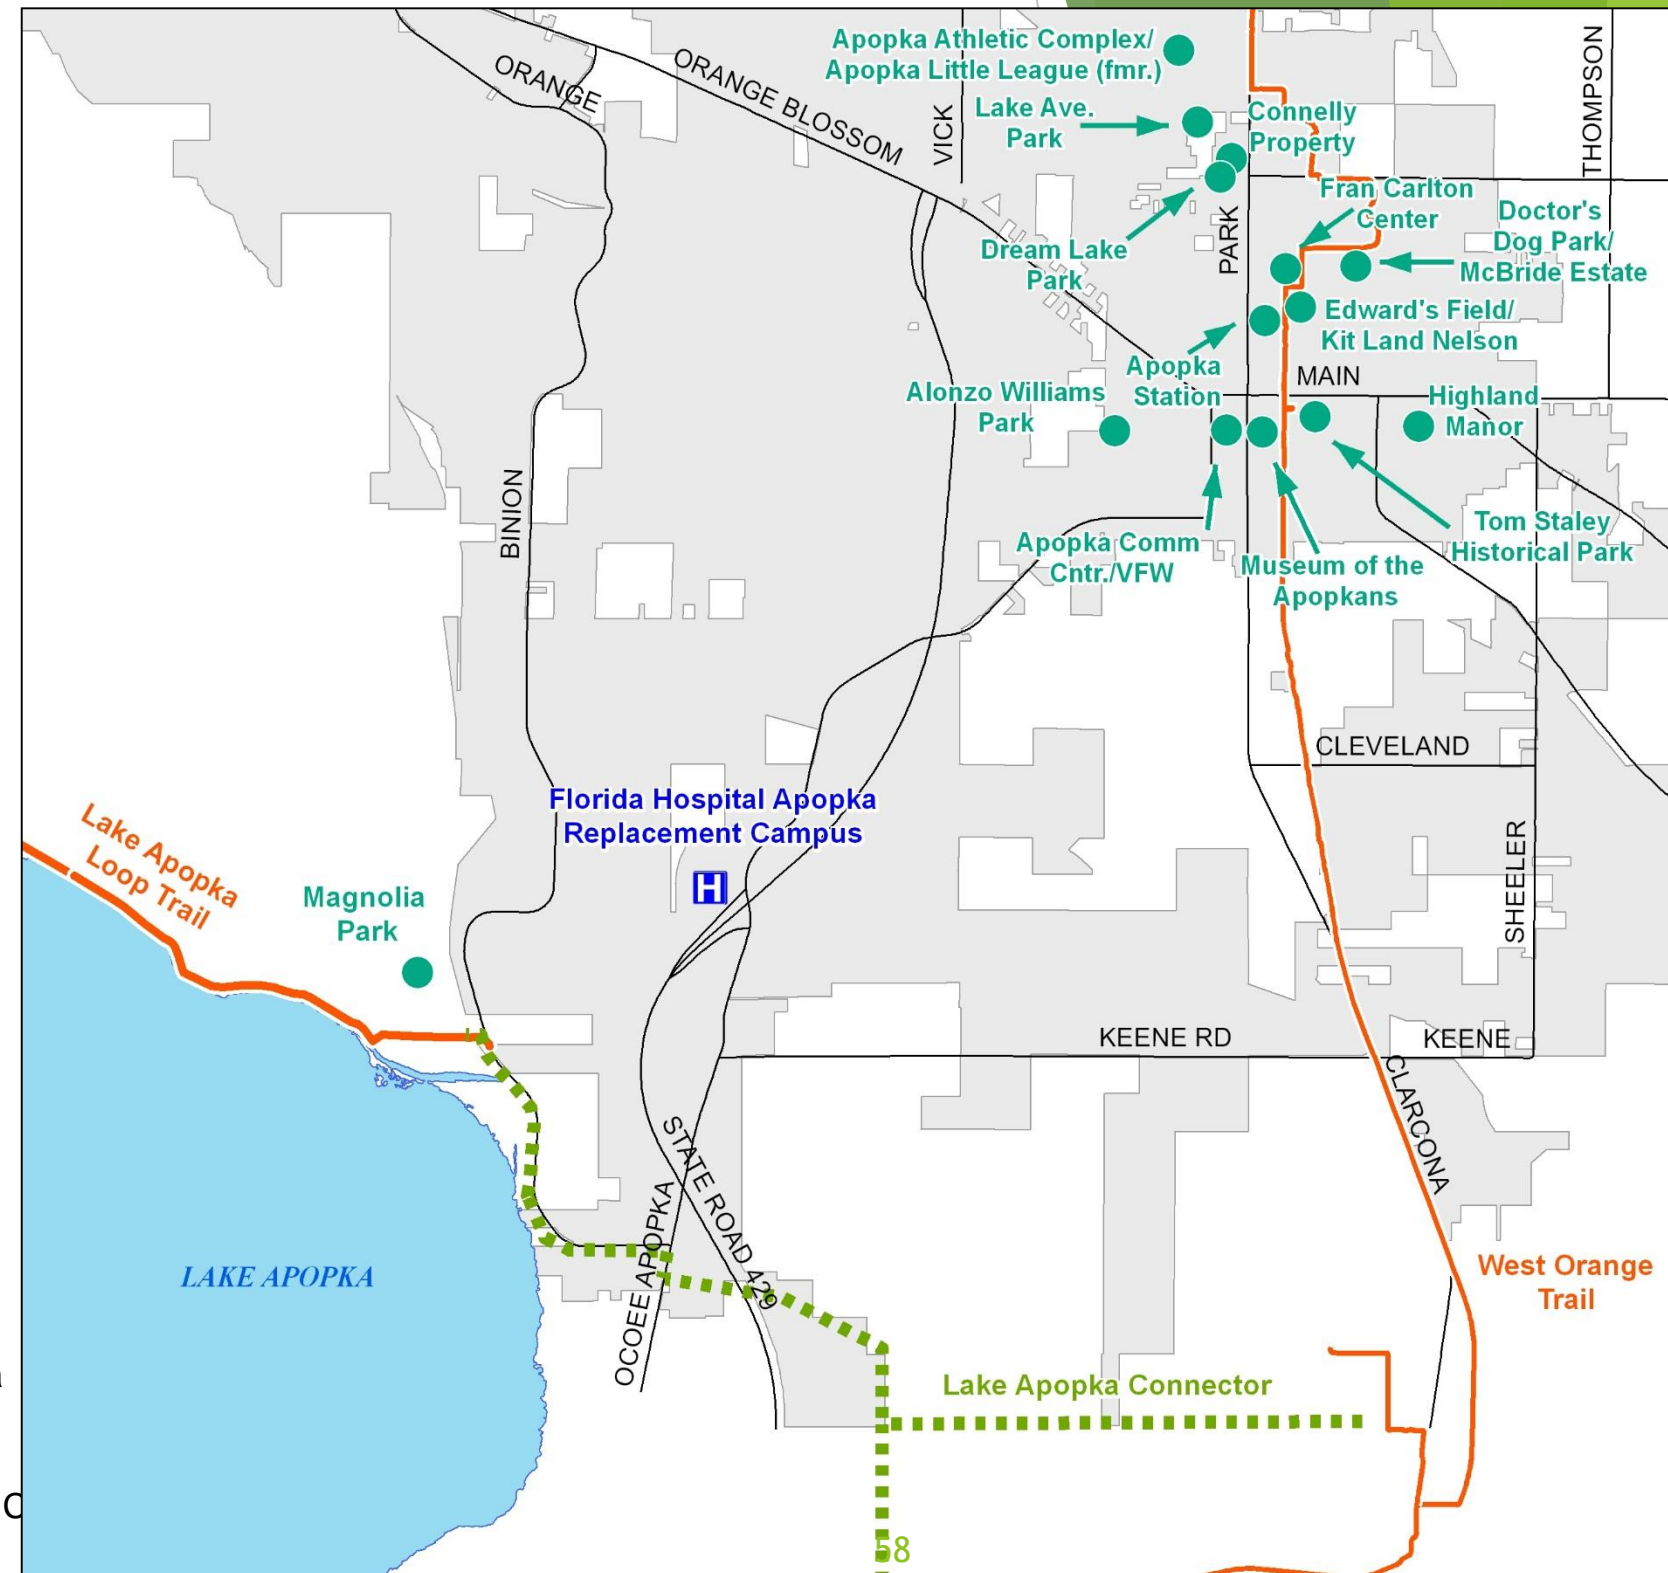 Apopka Athletic Complex/
Apopka Little League (fmr.)
ORANGE
ORANGE BLOSSOM
VICK
Lake Ave.
Park
Connelly
Property
THOMPSON
Fran Carlton
Center
Doctor's
Dog Park/
McBride Estate
PARK
Dream Lake
Park
Edward's Field/
Kit Land Nelson
Apopka
Station
MAIN
Alonzo Williams
Park
Highland
Manor
BINION
Tom Staley
Historical Park
Apopka Comm
Cntr./VFW
Museum of the
Apopkans
CLEVELAND
Florida Hospital Apopka
Replacement Campus
H
SHEELER
Lake Apopka
Loop Trail
Magnolia
Park
KEENE RD
KEENE
CLARCONA
STATE ROAD 429
OCOEE APOPKA
LAKE APOPKA
West Orange
Trail
Lake Apopka Connector
58